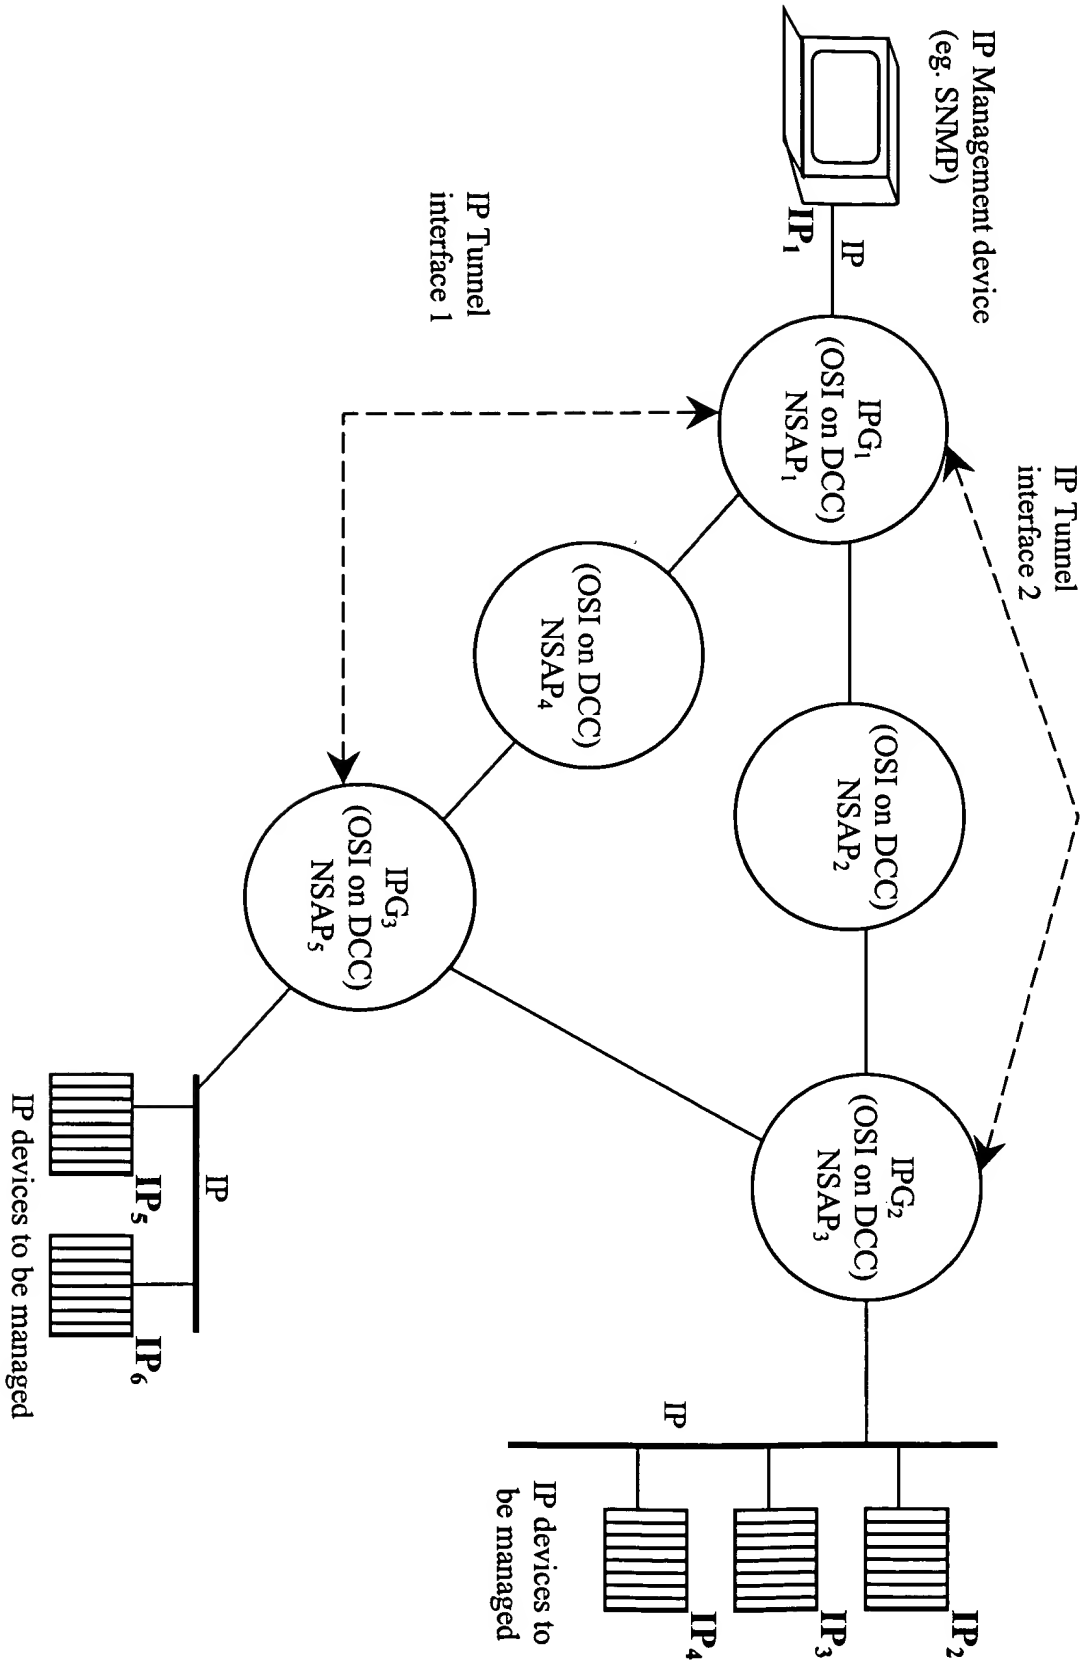 IP Management device
(eg. SNMP)
IP
IP₁
IP Tunnel
interface 2
IP Tunnel
interface 1
IPG₁
(OSI on DCC)
NSAP₁
(OSI on DCC)
NSAP₂
IPG₂
(OSI on DCC)
NSAP₃
(OSI on DCC)
NSAP₄
IPG₃
(OSI on DCC)
NSAP₅
IP
IP₂
IP₃
IP₄
IP devices to
be managed
IP
IP₅
IP₆
IP devices to be managed